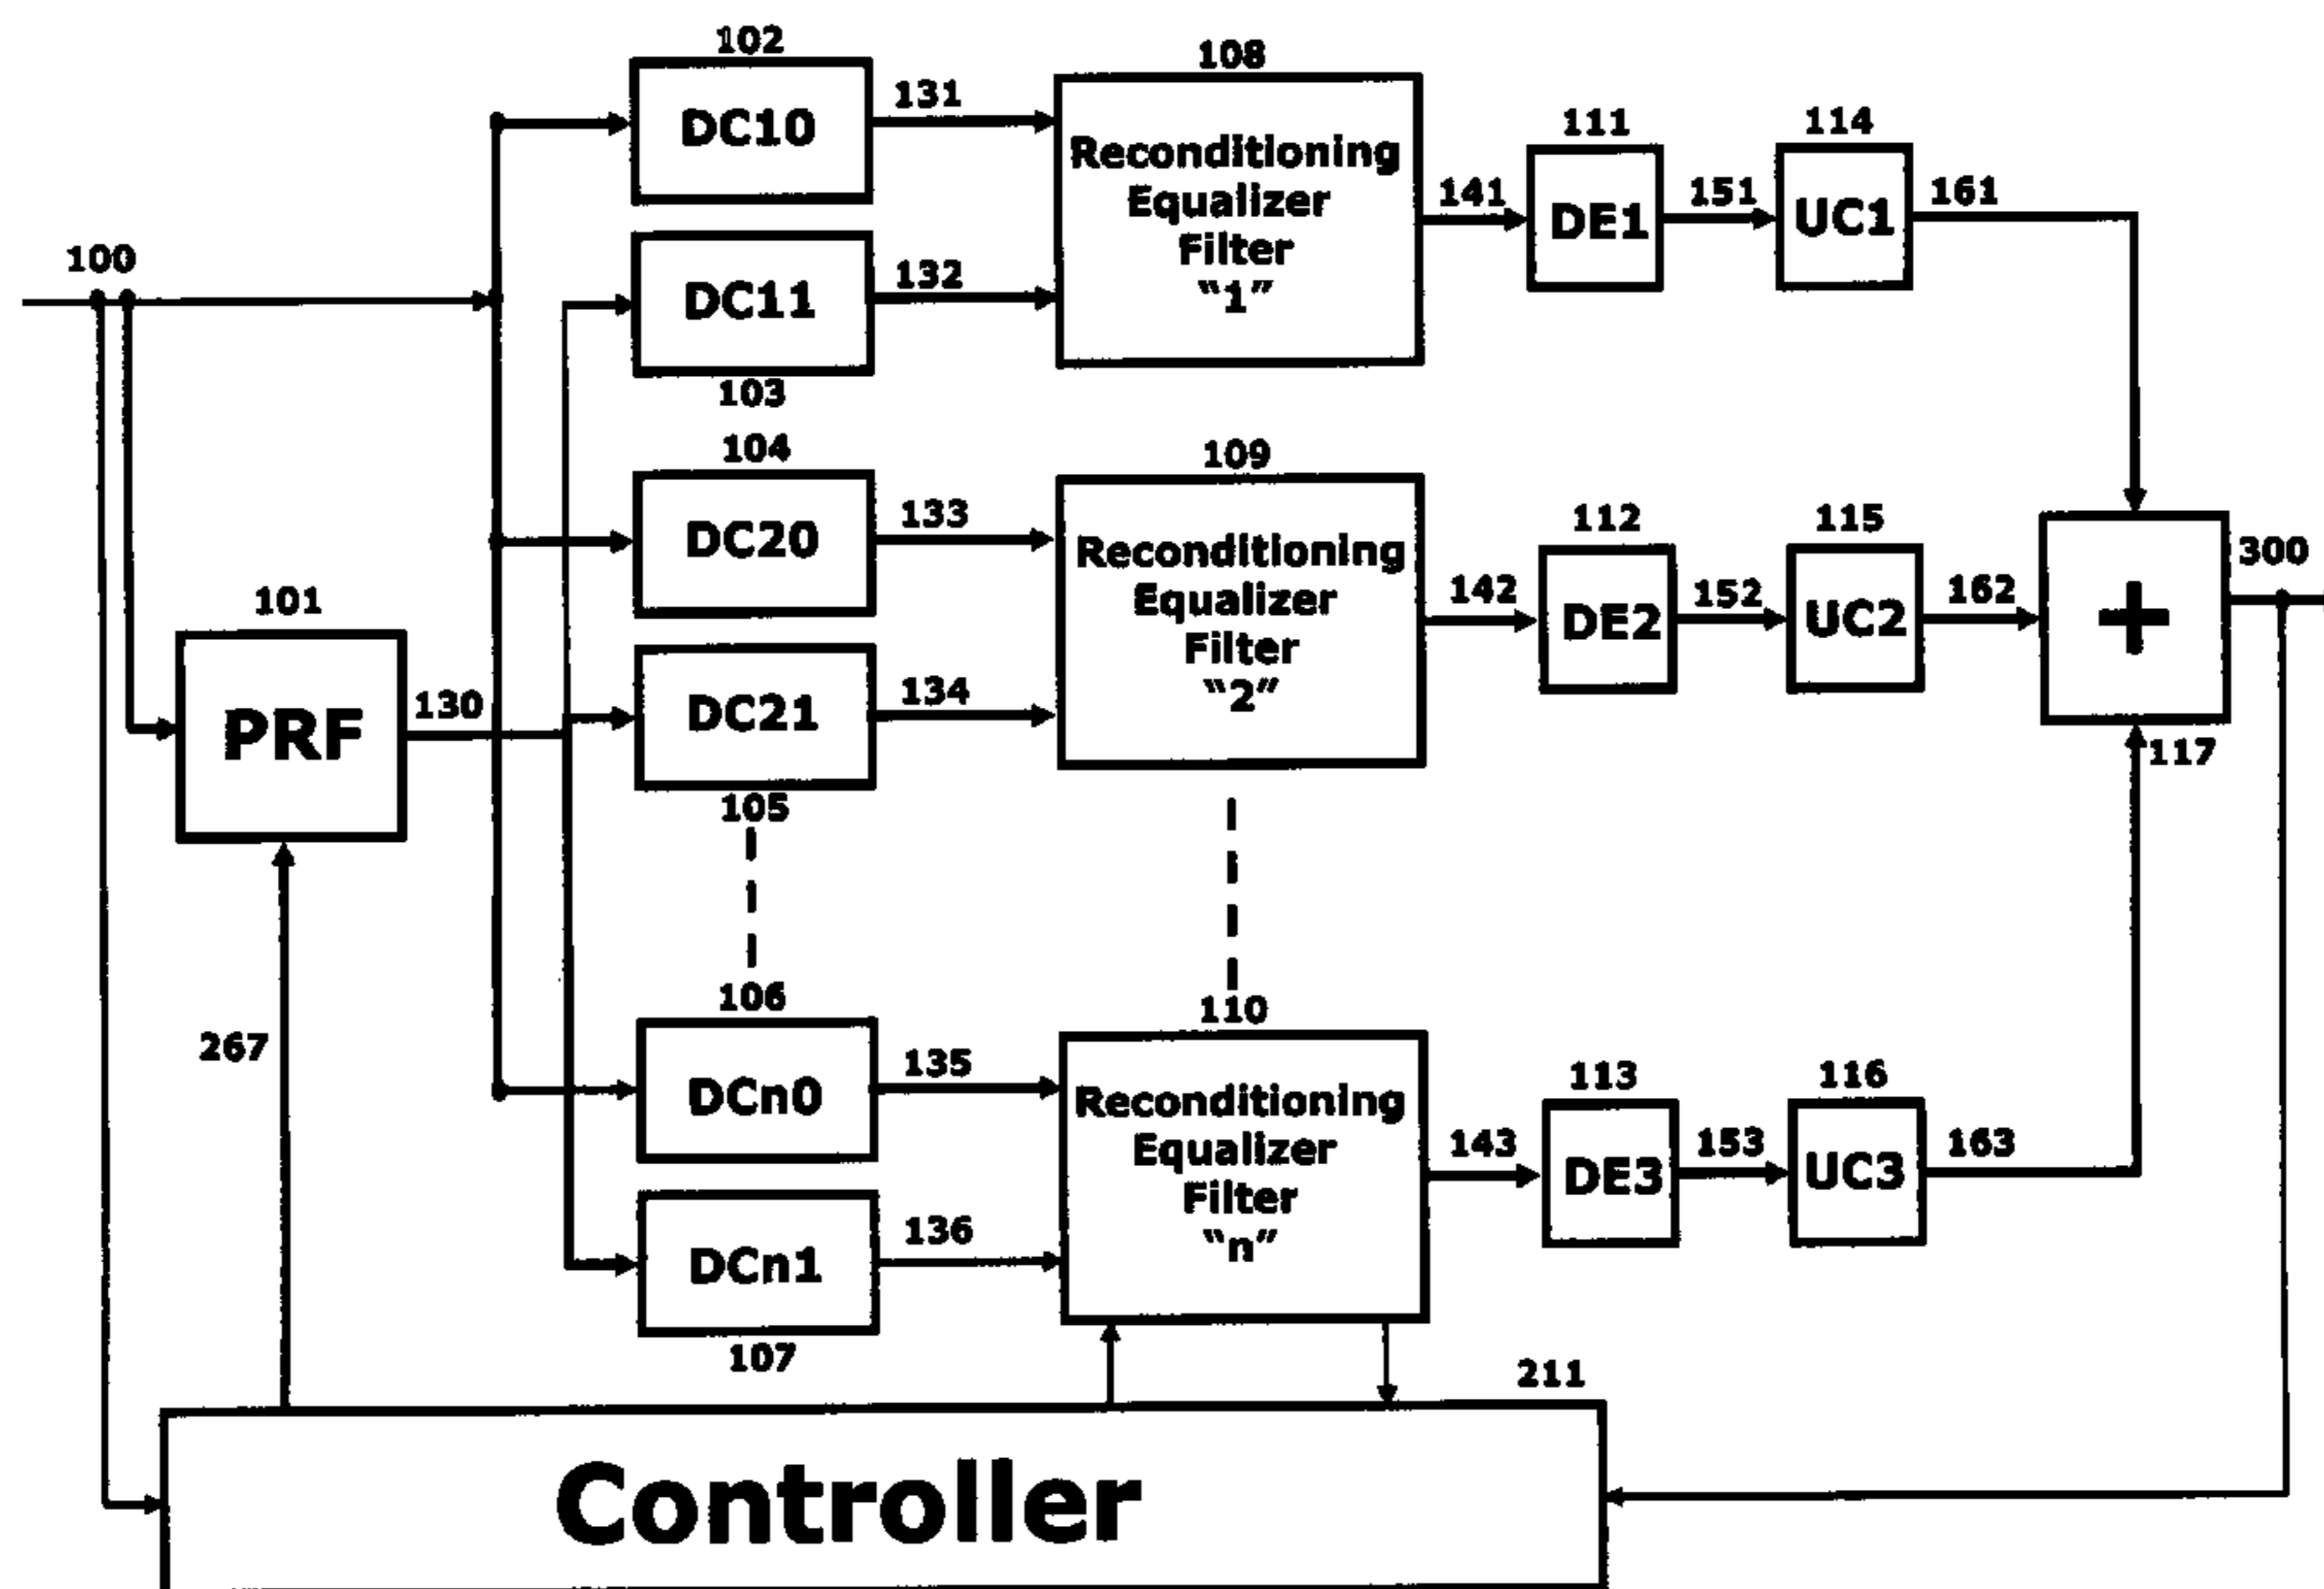 102
DC10
131
108
Reconditioning
Equalizer
Filter
“1”
141
111
DE1
151
114
UC1
161
100
DC11
132
103
104
DC20
133
109
Reconditioning
Equalizer
Filter
“2”
142
112
DE2
152
115
UC2
162
+
300
117
101
PRF
130
DC21
134
105
106
DCn0
135
110
Reconditioning
Equalizer
Filter
“n”
143
113
DE3
153
116
UC3
163
267
DCn1
136
107
211
Controller